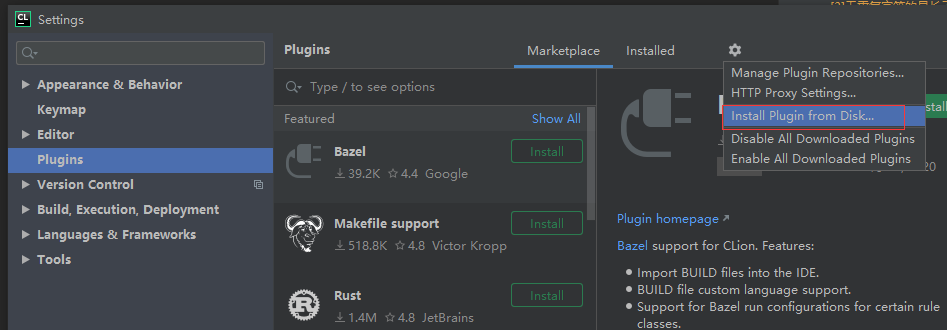 CL Settings
Appearance & Behavior
Keymap
Editor
Plugins
Version Control
Build, Execution, Deployment
Languages & Frameworks
Tools
Plugins
Marketplace
Installed
Type / to see options
Featured
Show All
Bazel
Install
39.2K 4.4 Google
Makefile support
Install
518.8K 4.8 Victor Kropp
Rust
Install
1.4M 4.8 JetBrains
Manage Plugin Repositories...
HTTP Proxy Settings...
Install Plugin from Disk...
Disable All Downloaded Plugins
Enable All Downloaded Plugins
Plugin homepage
Bazel support for CLion. Features:
Import BUILD files into the IDE.
BUILD file custom language support.
Support for Bazel run configurations for certain rule
classes.